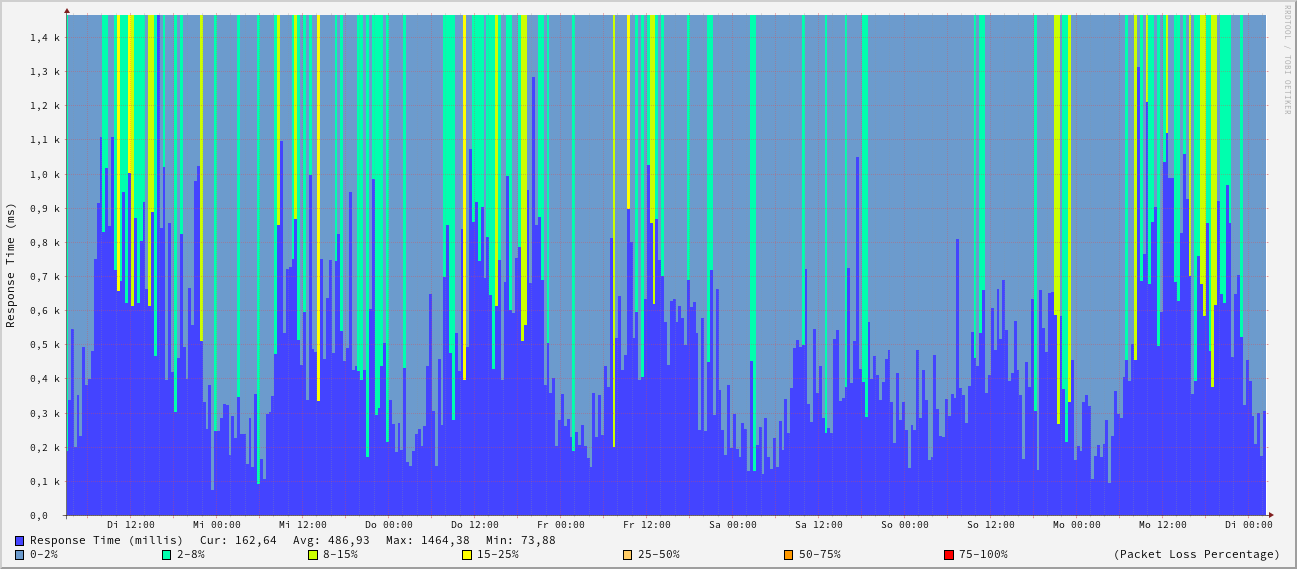 RRDTOOL / TOBI OETIKER
Response Time (ms)
1,4 k
1,3 k
1,2 k
1,1 k
1,0 k
0,9 k
0,8 k
0,7 k
0,6 k
0,5 k
0,4 k
0,3 k
0,2 k
0,1 k
0,0
Di 12:00 Mi 00:00 Mi 12:00 Do 00:00 Do 12:00 Fr 00:00 Fr 12:00 Sa 00:00 Sa 12:00 So 00:00 So 12:00 Mo 00:00 Mo 12:00 Di 00:00
Response Time (millis) Cur: 162,64 Avg: 486,93 Max: 1464,38 Min: 73,88
0-2% 2-8% 8-15% 15-25% 25-50% 50-75% 75-100% (Packet Loss Percentage)